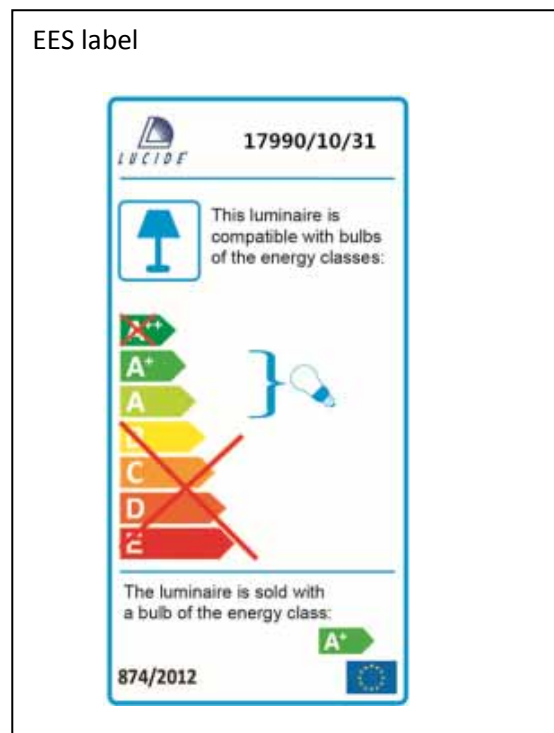 EES label
LUCIDE
17990/10/31
This luminaire is
compatible with bulbs
of the energy classes:
A++
A+
A
B
C
D
E
The luminaire is sold with
a bulb of the energy class:
A+
874/2012